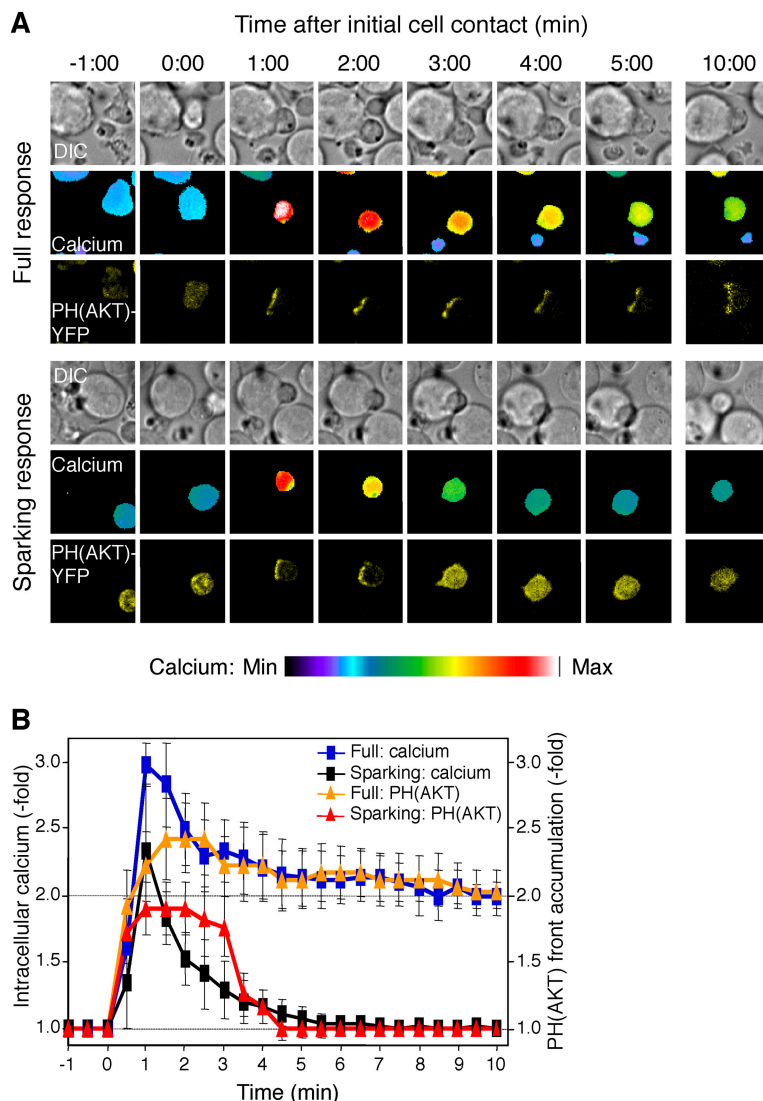 A
Time after initial cell contact (min)
-1:00 0:00 1:00 2:00 3:00 4:00 5:00 10:00
Full response
DIC
Calcium
PH(AKT)-
YFP
Sparking response
DIC
Calcium
PH(AKT)-
YFP
Calcium: Min Max
B
Intracellular calcium (-fold)
3.0
2.5
2.0
1.5
1.0
Full: calcium
Sparking: calcium
Full: PH(AKT)
Sparking: PH(AKT)
3.0
2.5
2.0
1.5
1.0
PH(AKT) front accumulation (-fold)
-1 0 1 2 3 4 5 6 7 8 9 10
Time (min)